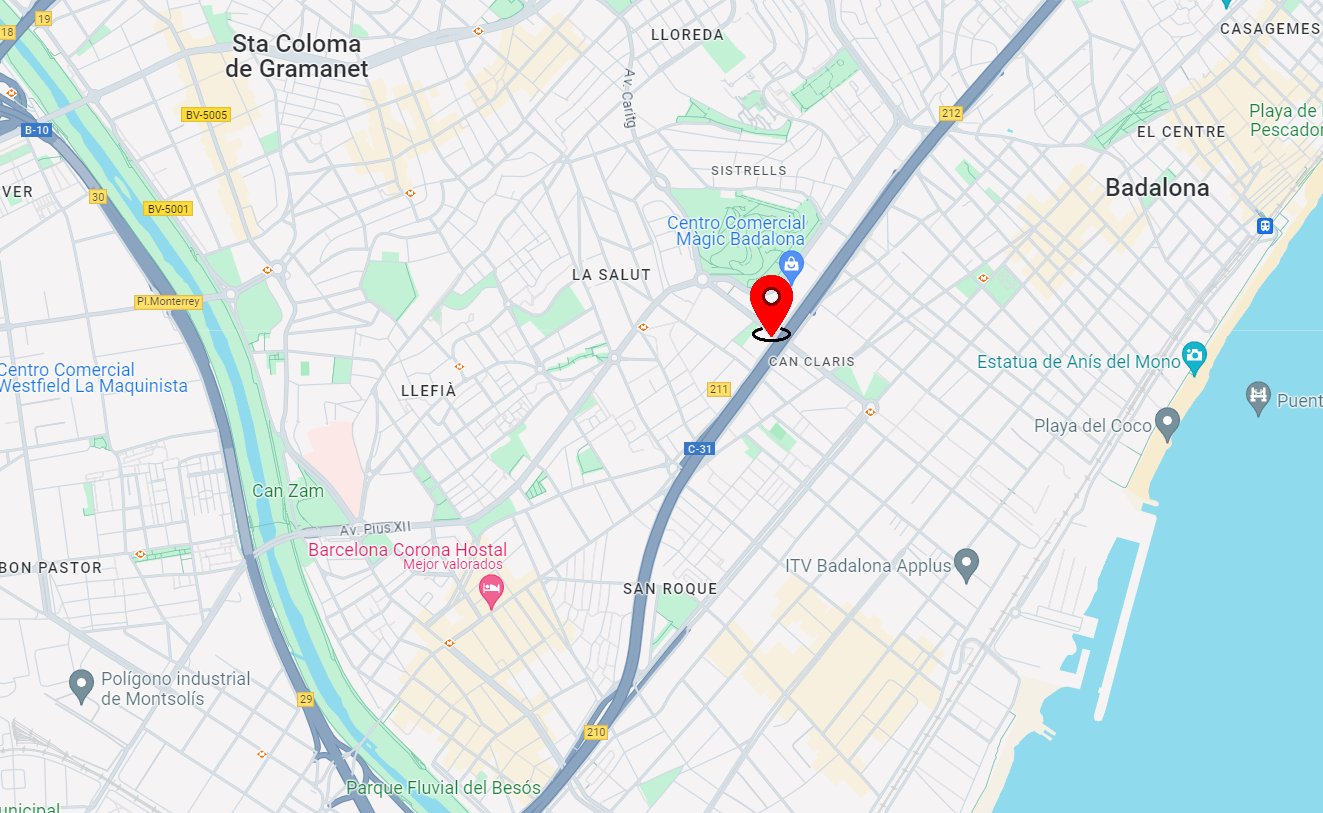 19
18
Sta Coloma
de Gramanet
LLOREDA
CASAGEMES
Av. Caritg
BV-5005
212
B-10
EL CENTRE
Playa de
Pescador
SISTRELLS
VER
30
BV-5001
Badalona
Centro Comercial
Màgic Badalona
LA SALUT
Pl.Monterrey
CAN CLARIS
Estatua de Anís del Mono
Centro Comercial
Westfield La Maquinista
LLEFIÀ
211
Puent
Playa del Coco
C-31
Can Zam
Av. Pius XII
Barcelona Corona Hostal
Mejor valorados
BON PASTOR
ITV Badalona Applus
SAN ROQUE
Polígono industrial
de Montsolís
29
210
Parque Fluvial del Besós
unicipal